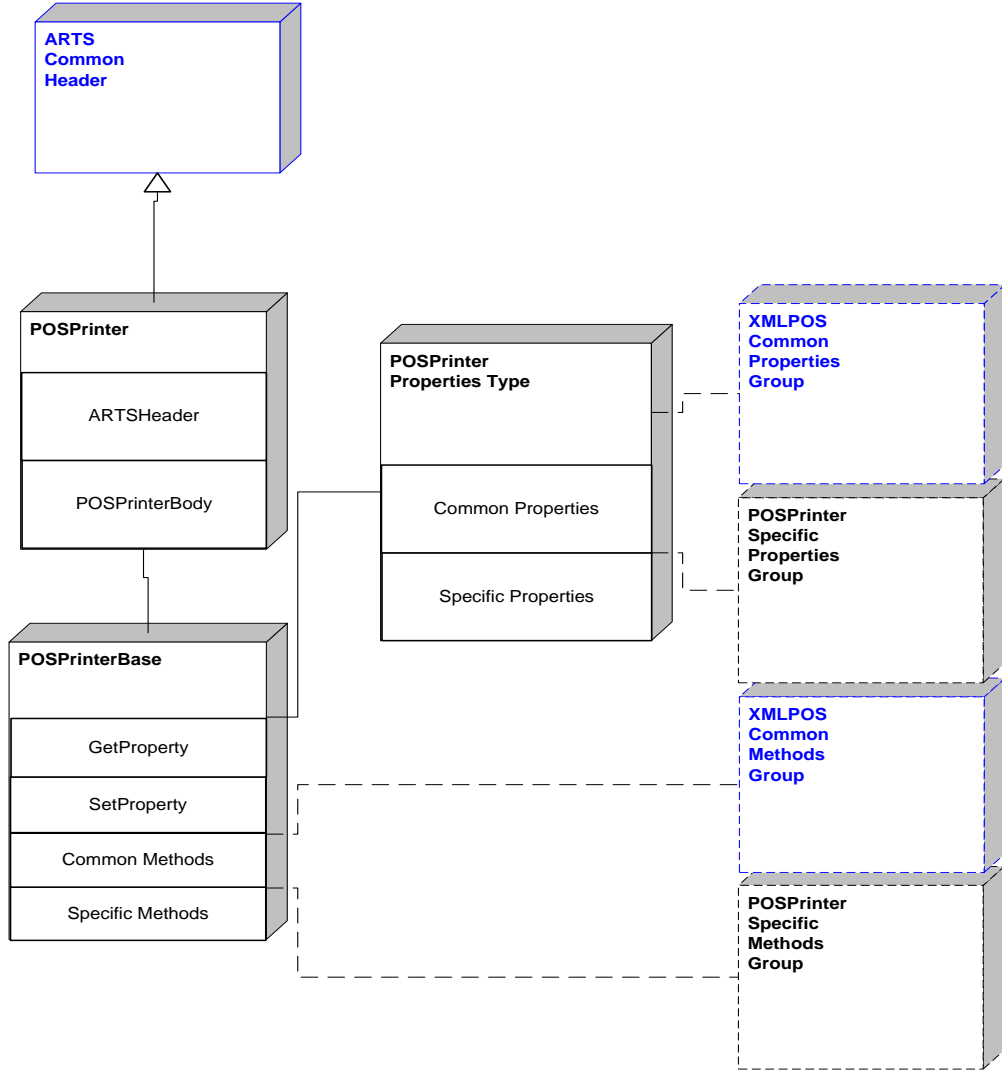 ARTS
Common
Header
POSPrinter
ARTSHeader
POSPrinterBody
POSPrinterBase
GetProperty
SetProperty
Common Methods
Specific Methods
POSPrinter
Properties Type
Common Properties
Specific Properties
XMLPOS
Common
Properties
Group
POSPrinter
Specific
Properties
Group
XMLPOS
Common
Methods
Group
POSPrinter
Specific
Methods
Group